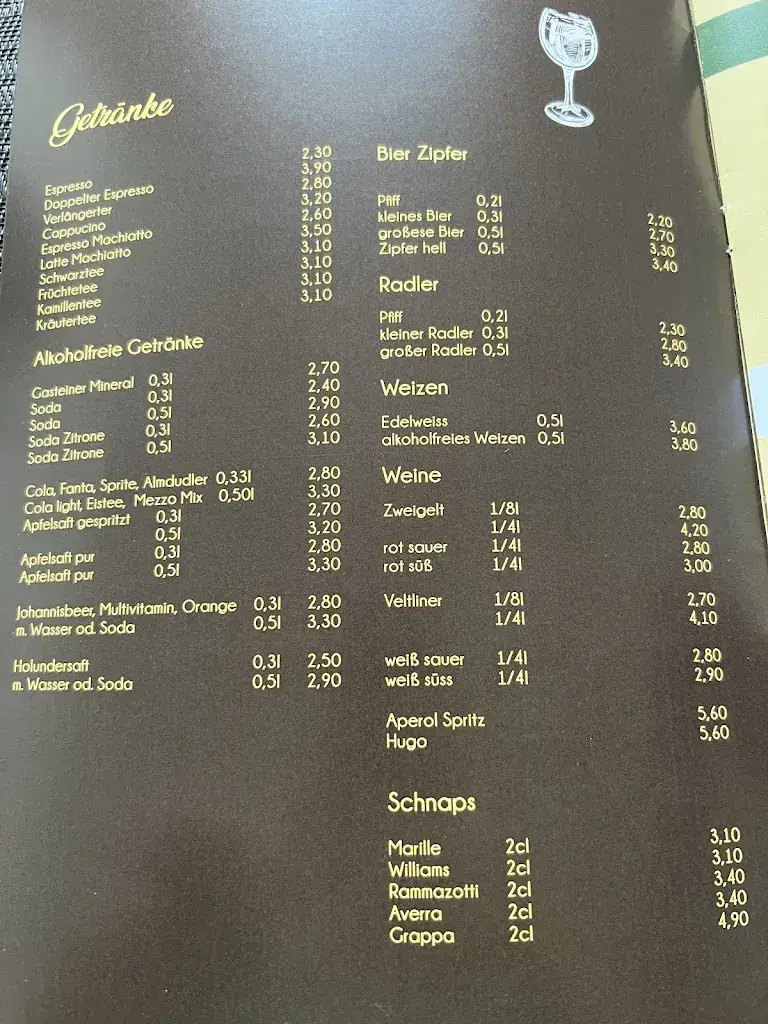 Getränke
Espresso 2,30
Doppelter Espresso 3,90
Verlängerter 2,80
Cappucino 3,20
Espresso Machiatto 2,60
Latte Machiatto 3,50
Schwarztee 3,10
Früchtetee 3,10
Kamillentee 3,10
Kräutertee 3,10
Alkoholfreie Getränke
Gasteiner Mineral 0,3l 2,70
Soda 0,3l 2,40
Soda 0,5l 2,90
Soda Zitrone 0,3l 2,60
Soda Zitrone 0,5l 3,10
Cola, Fanta, Sprite, Almdudler 0,33l 2,80
Cola light, Eistee, Mezzo Mix 0,50l 3,30
Apfelsaft gespritzt 0,3l 2,70
0,5l 3,20
Apfelsaft pur 0,3l 2,80
Apfelsaft pur 0,5l 3,30
Johannisbeer, Multivitamin, Orange 0,3l 2,80
m. Wasser od. Soda 0,5l 3,30
Holundersaft 0,3l 2,50
m. Wasser od. Soda 0,5l 2,90
Bier Zipfer
Pfiff 0,2l 2,20
kleines Bier 0,3l 2,70
großese Bier 0,5l 3,30
Zipfer hell 0,5l 3,40
Radler
Pfiff 0,2l 2,30
kleiner Radler 0,3l 2,80
großer Radler 0,5l 3,40
Weizen
Edelweiss 0,5l 3,60
alkoholfreies Weizen 0,5l 3,80
Weine
Zweigelt 1/8l 2,80
1/4l 4,20
rot sauer 1/4l 2,80
rot süß 1/4l 3,00
Veltliner 1/8l 2,70
1/4l 4,10
weiß sauer 1/4l 2,80
weiß süss 1/4l 2,90
Aperol Spritz 5,60
Hugo 5,60
Schnaps
Marille 2cl 3,10
Williams 2cl 3,10
Rammazotti 2cl 3,40
Averra 2cl 3,40
Grappa 2cl 4,90